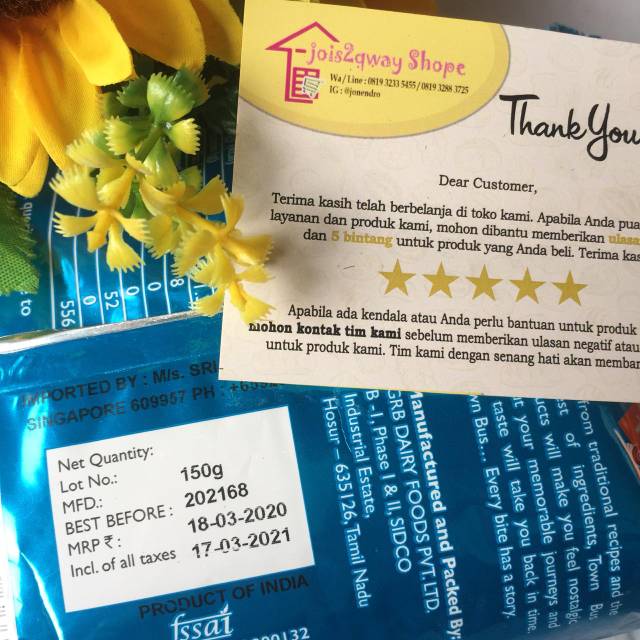 jois2qway Shope
Wa / Line : 0819 3233 5455 / 0819 3288 3725
IG : @jonendro
Thank You
Dear Customer,
Terima kasih telah berbelanja di toko kami. Apabila Anda pua
layanan dan produk kami, mohon dibantu memberikan ulasa
dan 5 bintang untuk produk yang Anda beli. Terima kas
Apabila ada kendala atau Anda perlu bantuan untuk produk
mohon kontak tim kami sebelum memberikan ulasan negatif atau
untuk produk kami. Tim kami dengan senang hati akan memban
IMPORTED BY : M/s. SRI
SINGAPORE 609957 PH : +65
Net Quantity: 150g
Lot No.: 202168
MFD.: 18-03-2020
BEST BEFORE : 17-03-2021
MRP ₹ :
Incl. of all taxes
PRODUCT OF INDIA
fssai
Manufactured and Packed By
DAIRY FOODS PVT. LTD,
B -1, Phase I & II, SIDCO
Industrial Estate,
Hosur - 635126, Tamil Nadu
from traditional recipes and the
of ingredients, Town Bus
ucts will make you feel nostalgic
your memorable journeys and
taste will take you back in time.
wn Bus... Every bite has a story.